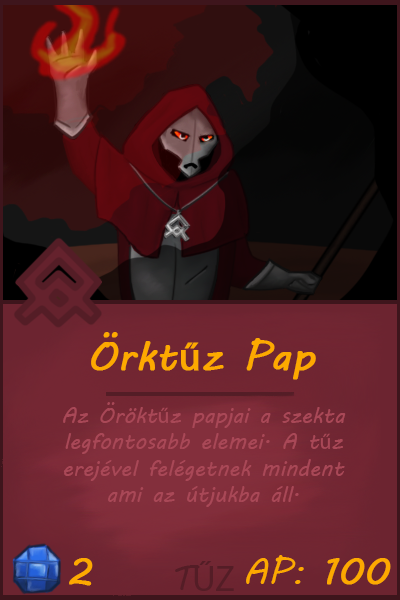 Örktűz Pap
Az Öröktűz papjai a szekta
legfontosabb elemei. A tűz
erejével felégetnek mindent
ami az útjukba áll.
2 TŰZ AP: 100